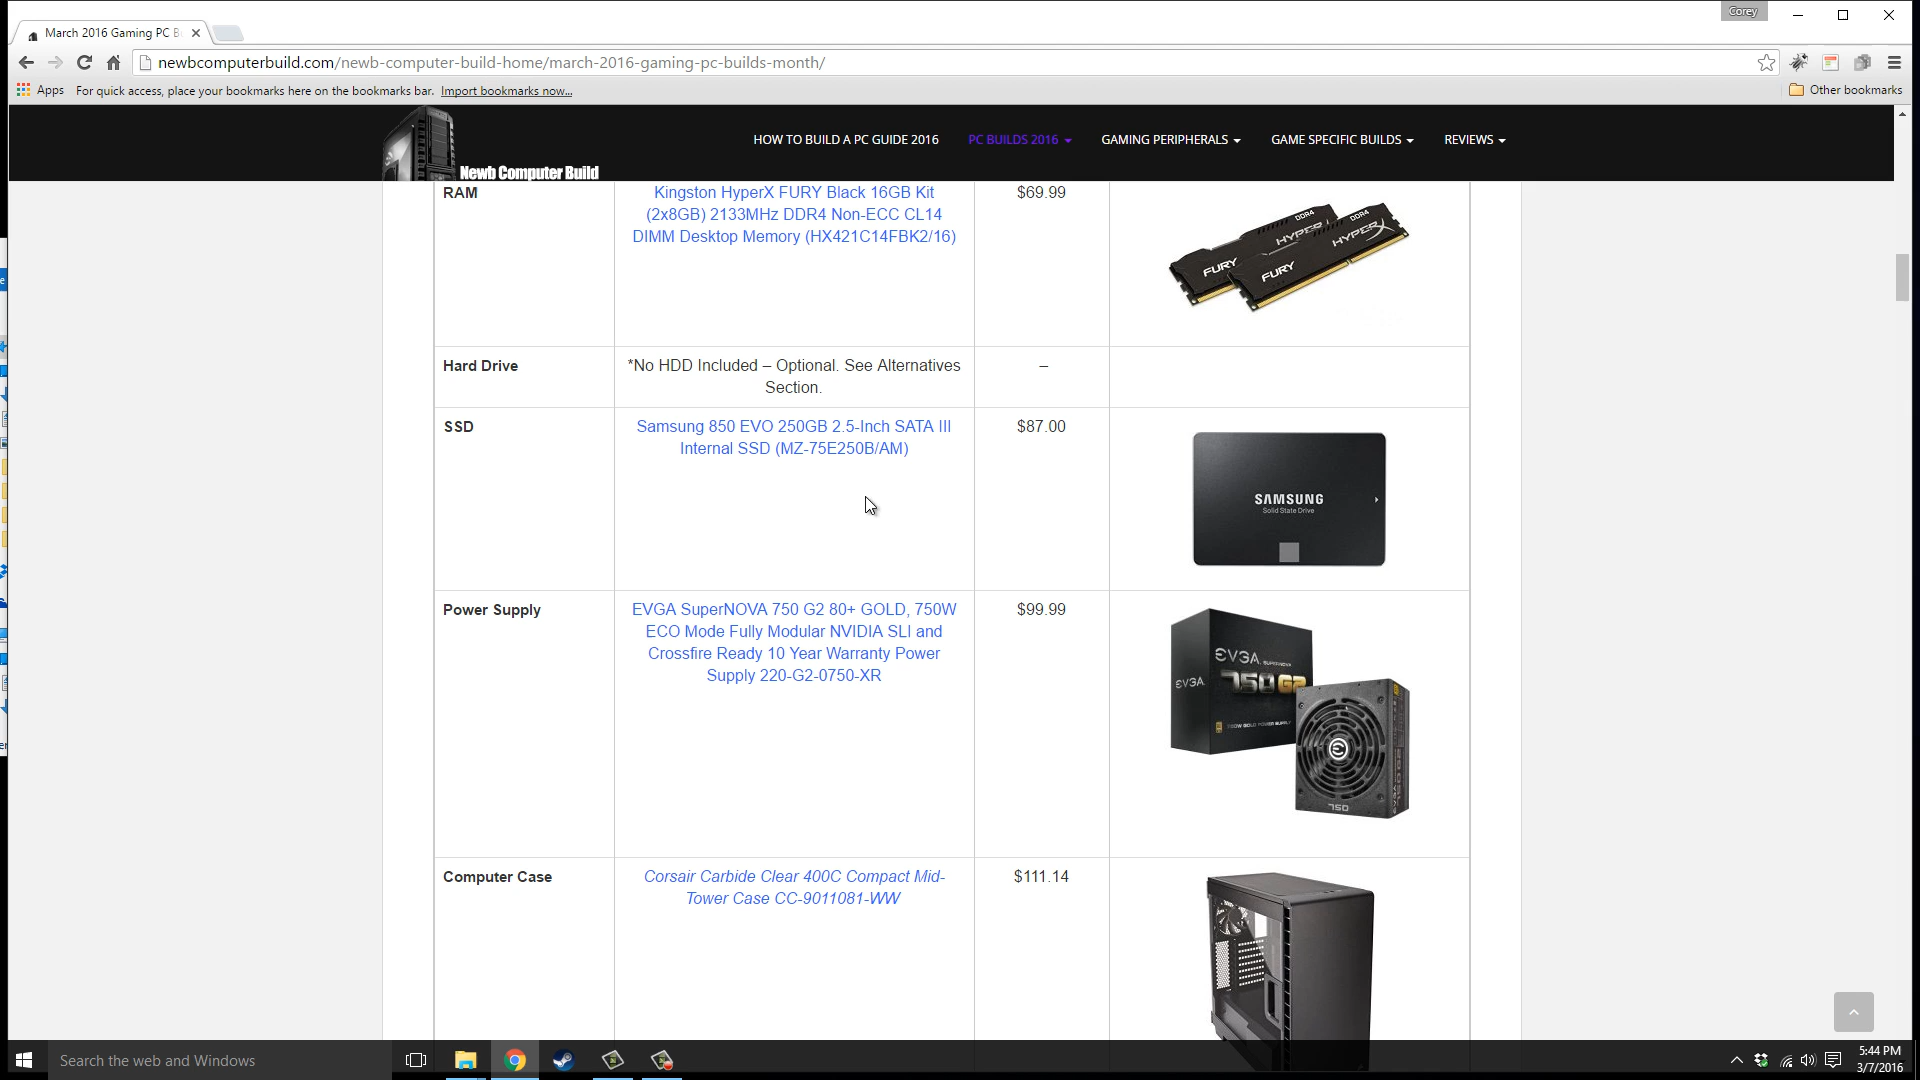 Corey
March 2016 Gaming PC B
newbcomputerbuild.com/newb-computer-build-home/march-2016-gaming-pc-builds-month/
Apps For quick access, place your bookmarks here on the bookmarks bar. Import bookmarks now... Other bookmarks
Newb Computer Build
HOW TO BUILD A PC GUIDE 2016 PC BUILDS 2016 GAMING PERIPHERALS GAME SPECIFIC BUILDS REVIEWS
RAM
Kingston HyperX FURY Black 16GB Kit
(2x8GB) 2133MHz DDR4 Non-ECC CL14
DIMM Desktop Memory (HX421C14FBK2/16)
$69.99
DDR4
DDR4
HYPERX
FURY
FURY
Hard Drive
*No HDD Included – Optional. See Alternatives
Section.
–
SSD
Samsung 850 EVO 250GB 2.5-Inch SATA III
Internal SSD (MZ-75E250B/AM)
$87.00
SAMSUNG
Solid State Drive
Power Supply
EVGA SuperNOVA 750 G2 80+ GOLD, 750W
ECO Mode Fully Modular NVIDIA SLI and
Crossfire Ready 10 Year Warranty Power
Supply 220-G2-0750-XR
$99.99
EVGA SUPERNOVA
EVGA
750 G2
750W GOLD POWER SUPPLY
750
Computer Case
Corsair Carbide Clear 400C Compact Mid-
Tower Case CC-9011081-WW
$111.14
Search the web and Windows
5:44 PM
3/7/2016